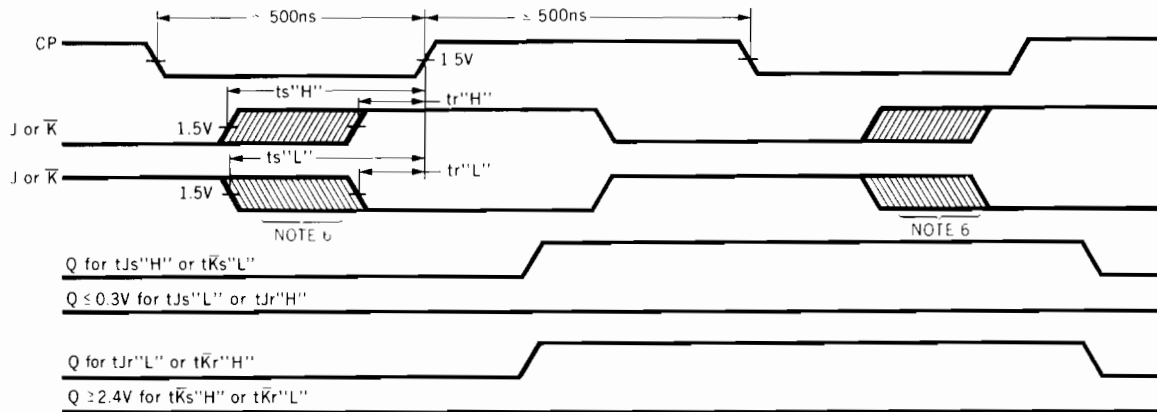 ≥ 500ns
≥ 500ns
CP
1.5V
ts"H"
tr"H"
J or K̅
1.5V
ts"L"
tr"L"
J or K̅
1.5V
NOTE 6
NOTE 6
Q for tJs"H" or tK̅s"L"
Q ≤ 0.3V for tJs"L" or tJr"H"
Q for tJr"L" or tK̅r"H"
Q ≥ 2.4V for tK̅s"H" or tK̅r"L"